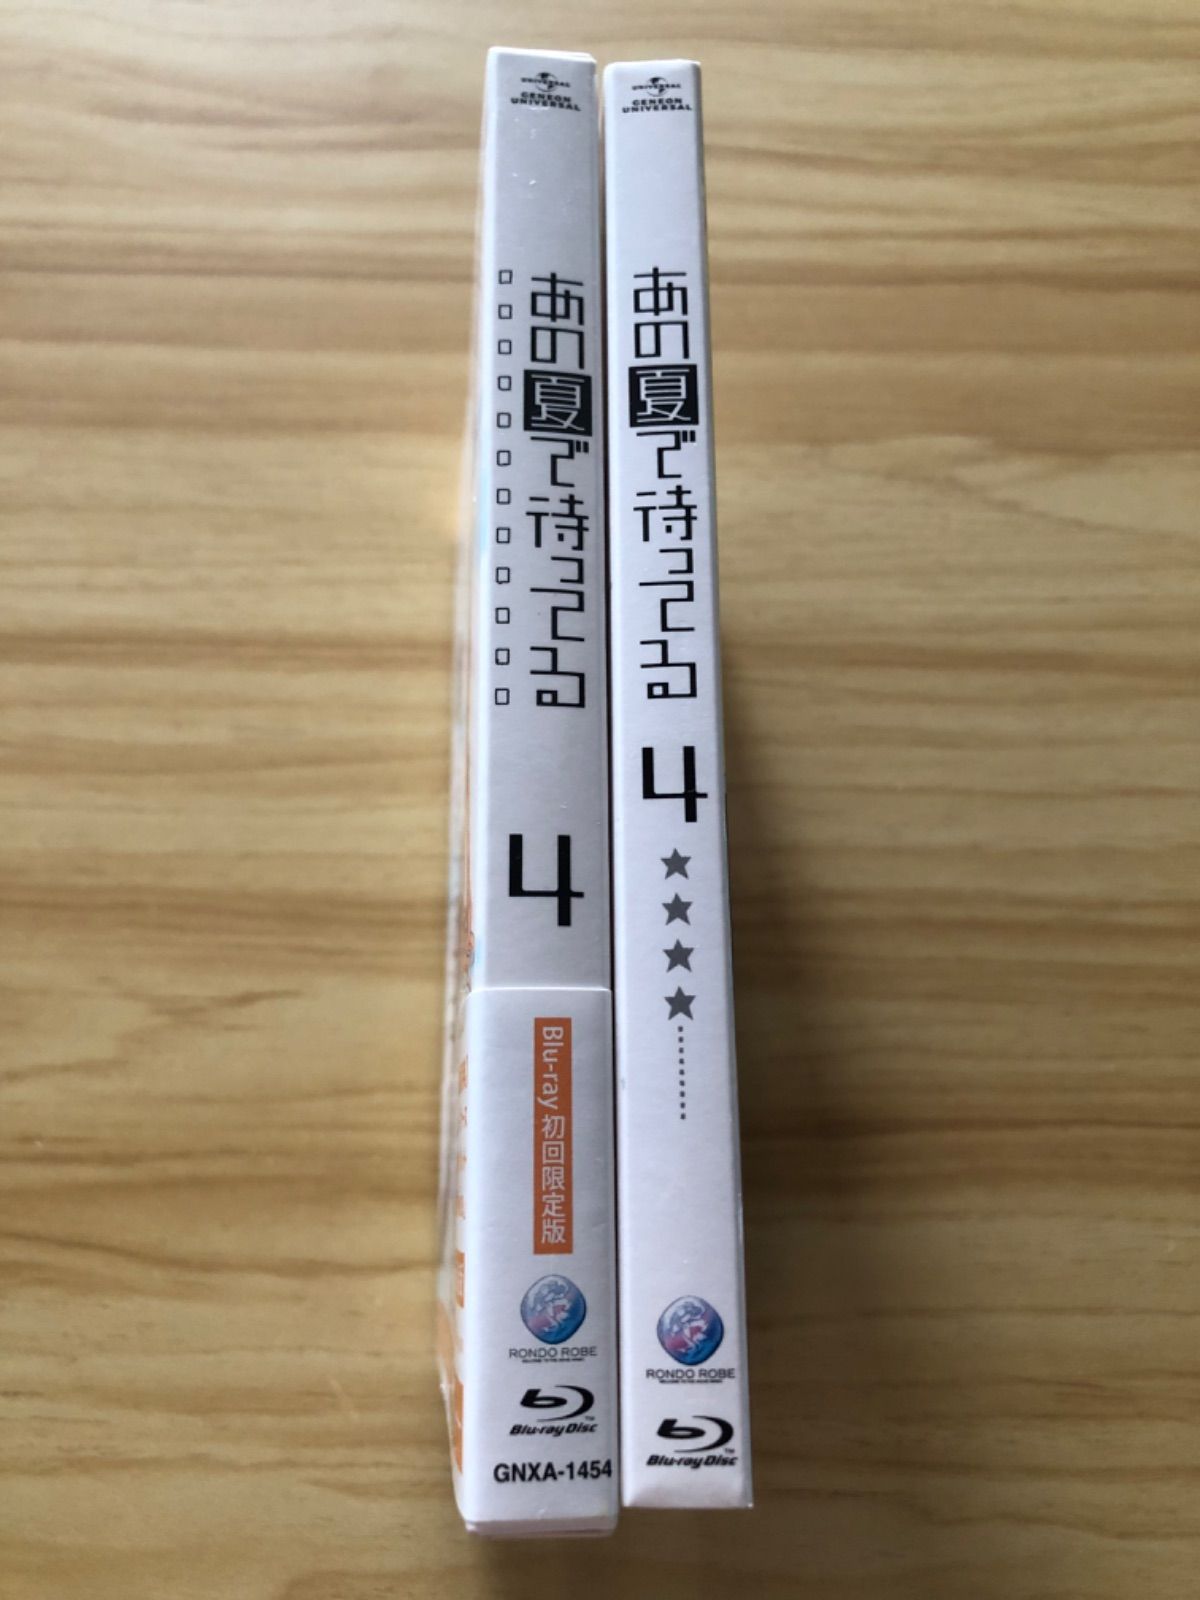 UNIVERSAL
GENEON
UNIVERSAL
あの夏で待ってる
4
Blu-ray 初回限定版
RONDO ROBE
Blu-ray Disc
TM
GNXA-1454
UNIVERSAL
GENEON
UNIVERSAL
あの夏で待ってる
4
★★★★
RONDO ROBE
Blu-ray Disc
TM